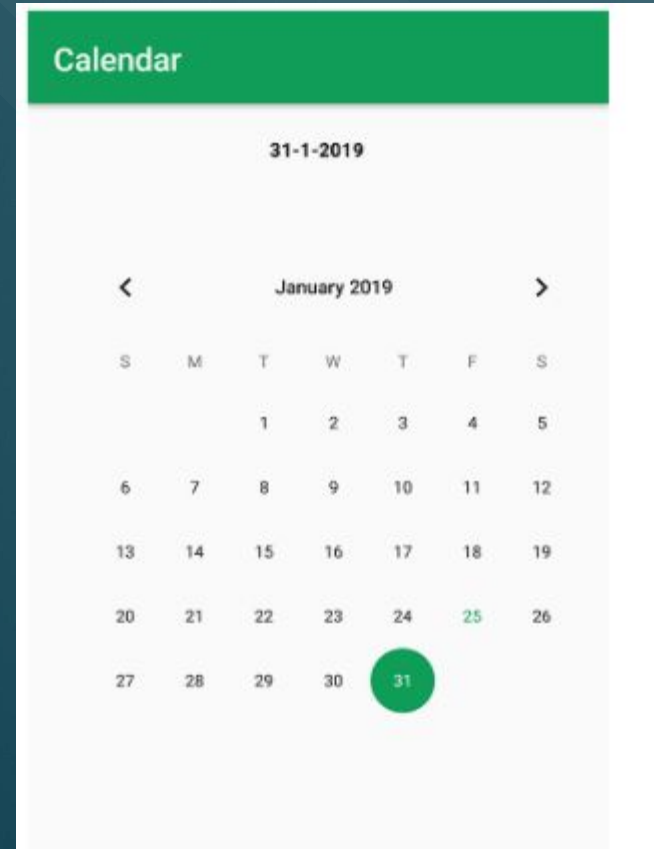 Calendar
31-1-2019
January 2019
S M T W T F S
1 2 3 4 5
6 7 8 9 10 11 12
13 14 15 16 17 18 19
20 21 22 23 24 25 26
27 28 29 30 31